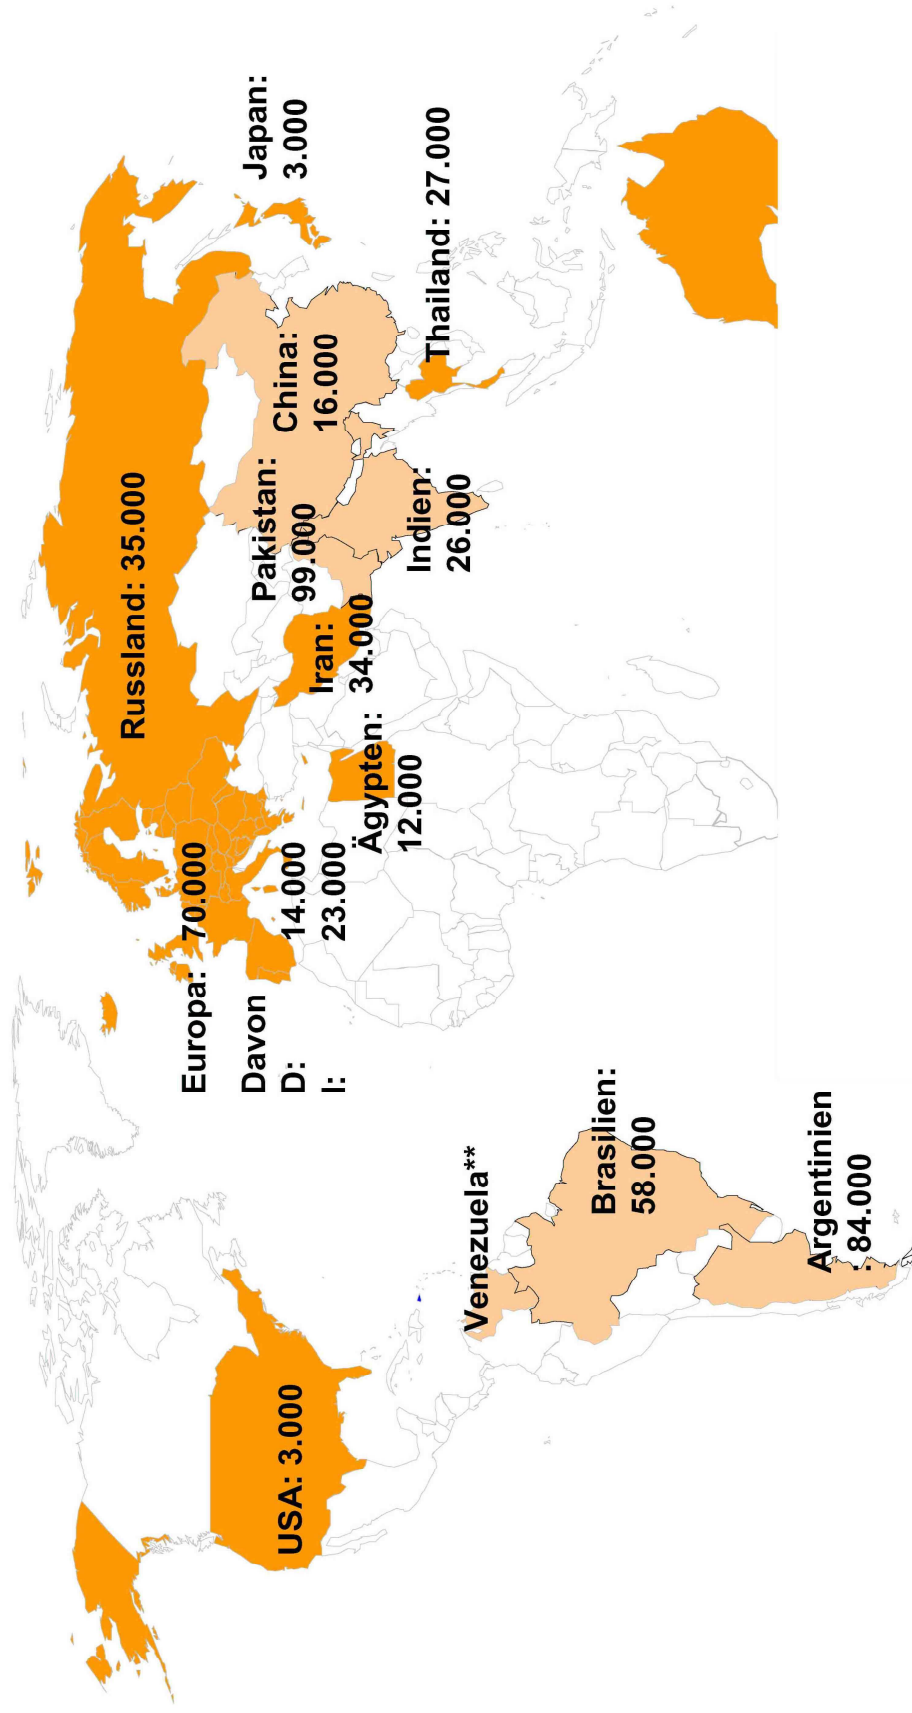 Russland: 35.000
Japan:
3.000
Europa: 70.000
Davon
D: 14.000
I: 23.000
Pakistan:
99.000
China:
16.000
USA: 3.000
Iran:
34.000
Ägypten:
12.000
Indien:
26.000
Thailand: 27.000
Venezuela**
Brasilien:
58.000
Argentinien
: 84.000